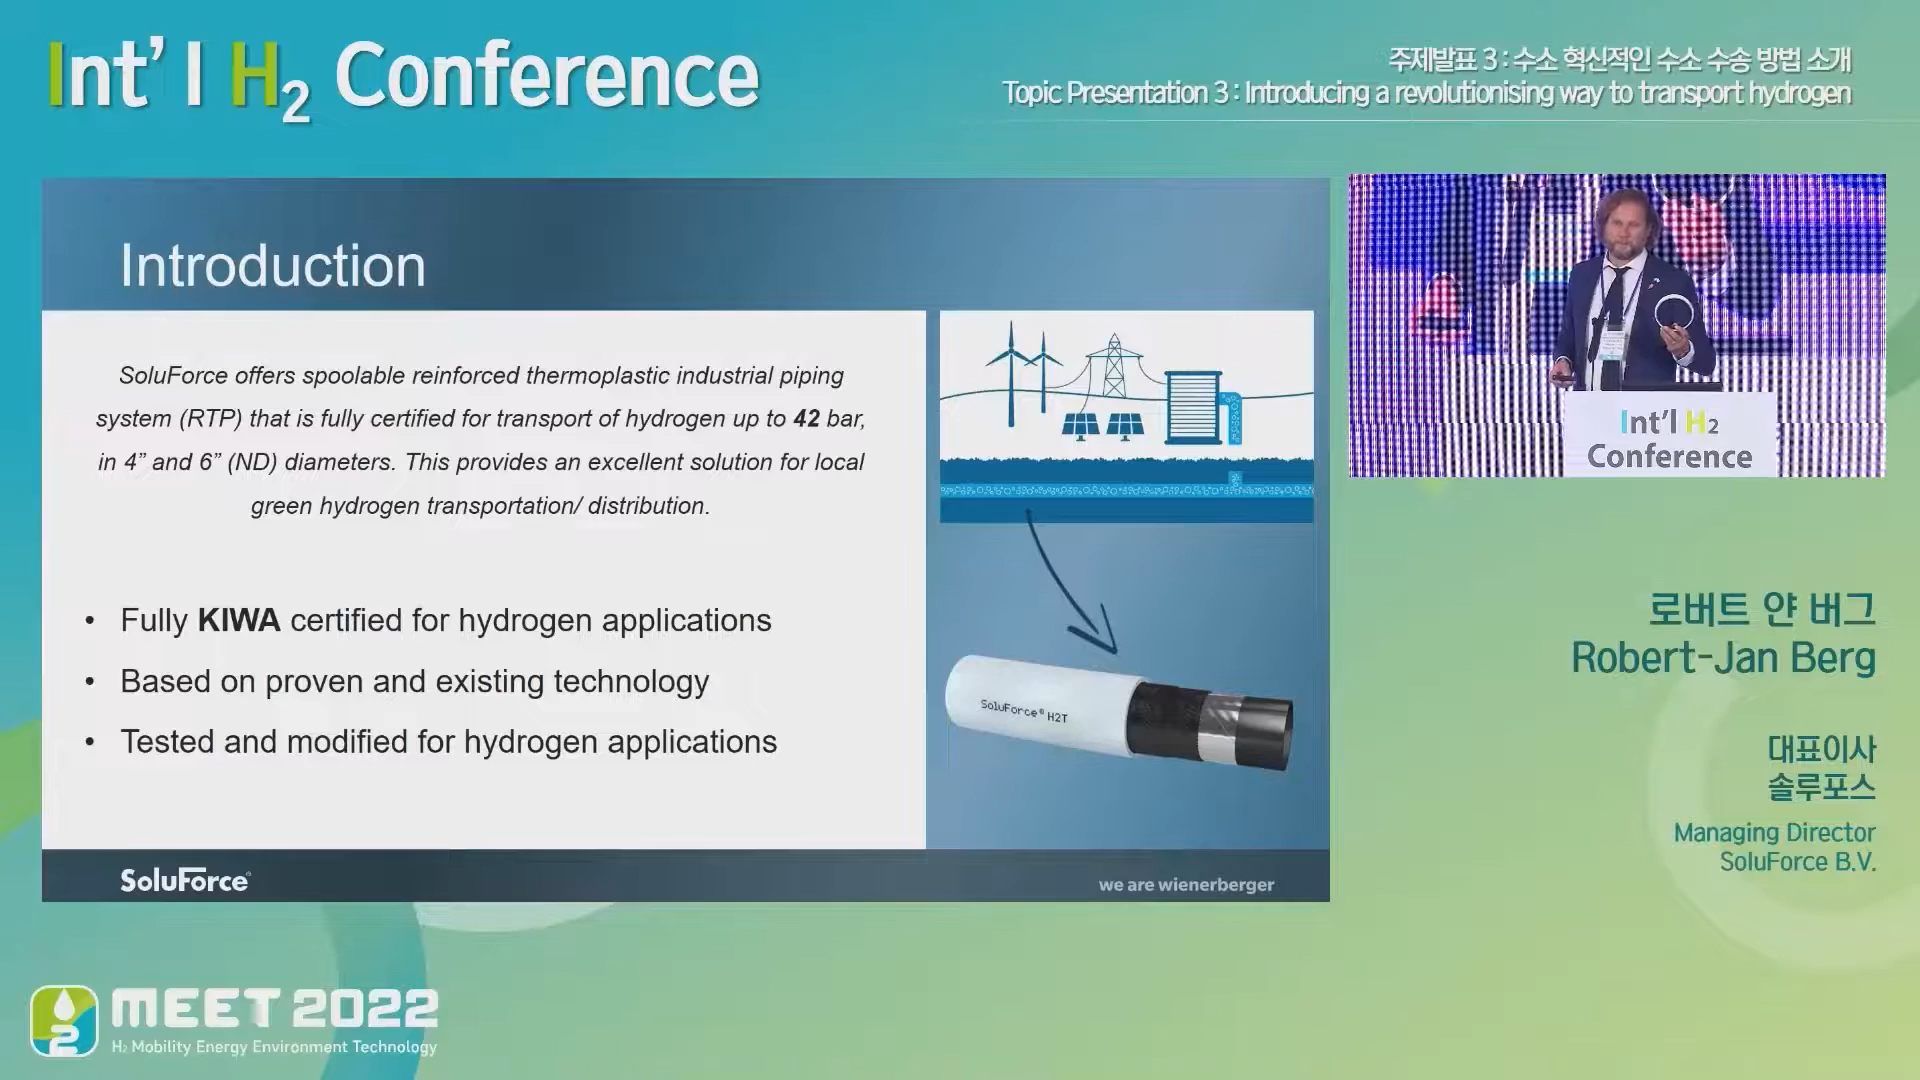 Int'l H2 Conference
주제발표 3 : 수소 혁신적인 수소 수송 방법 소개
Topic Presentation 3 : Introducing a revolutionising way to transport hydrogen
Introduction
SoluForce offers spoolable reinforced thermoplastic industrial piping
system (RTP) that is fully certified for transport of hydrogen up to 42 bar,
in 4” and 6” (ND) diameters. This provides an excellent solution for local
green hydrogen transportation/ distribution.
• Fully KIWA certified for hydrogen applications
• Based on proven and existing technology
• Tested and modified for hydrogen applications
SoluForce® H2T
SoluForce®
we are wienerberger
Int'l H2
Conference
로버트 얀 버그
Robert-Jan Berg
대표이사
솔루포스
Managing Director
SoluForce B.V.
MEET 2022
H2 Mobility Energy Environment Technology